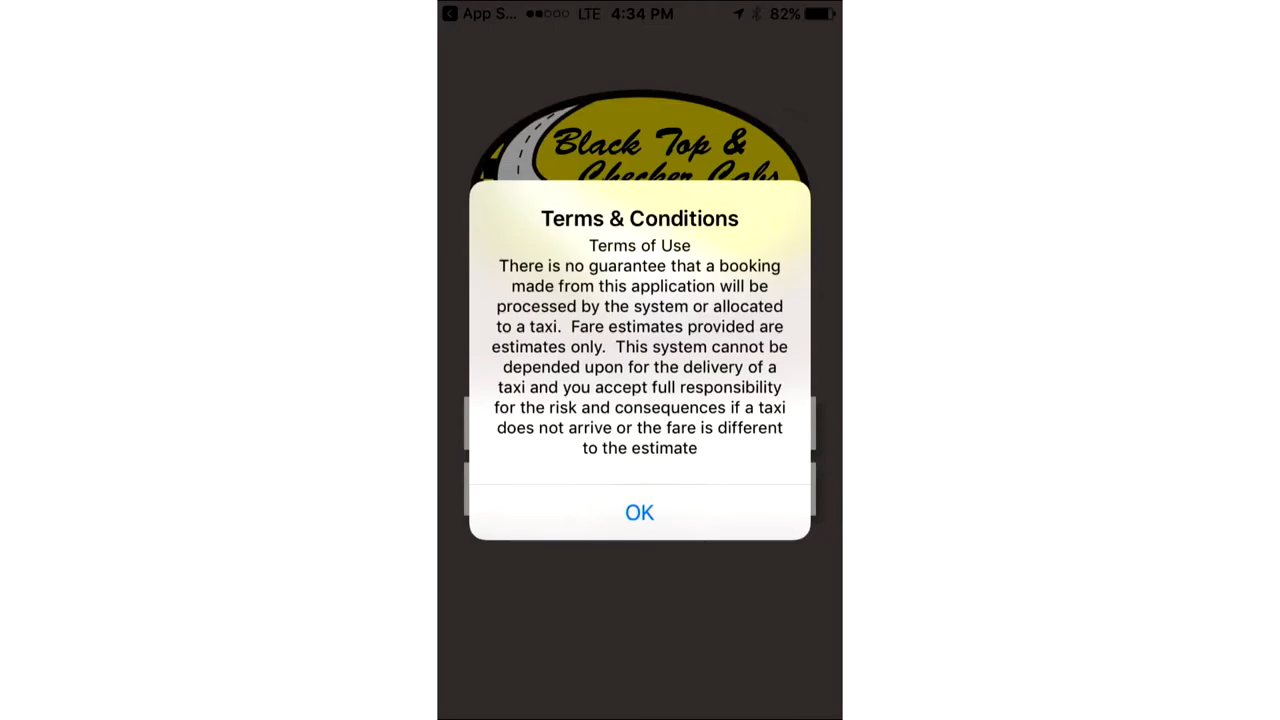 App S... LTE 4:34 PM 82%
Black Top &
Checker Cabs
Terms & Conditions
Terms of Use
There is no guarantee that a booking
made from this application will be
processed by the system or allocated
to a taxi.  Fare estimates provided are
estimates only.  This system cannot be
depended upon for the delivery of a
taxi and you accept full responsibility
for the risk and consequences if a taxi
does not arrive or the fare is different
to the estimate
OK